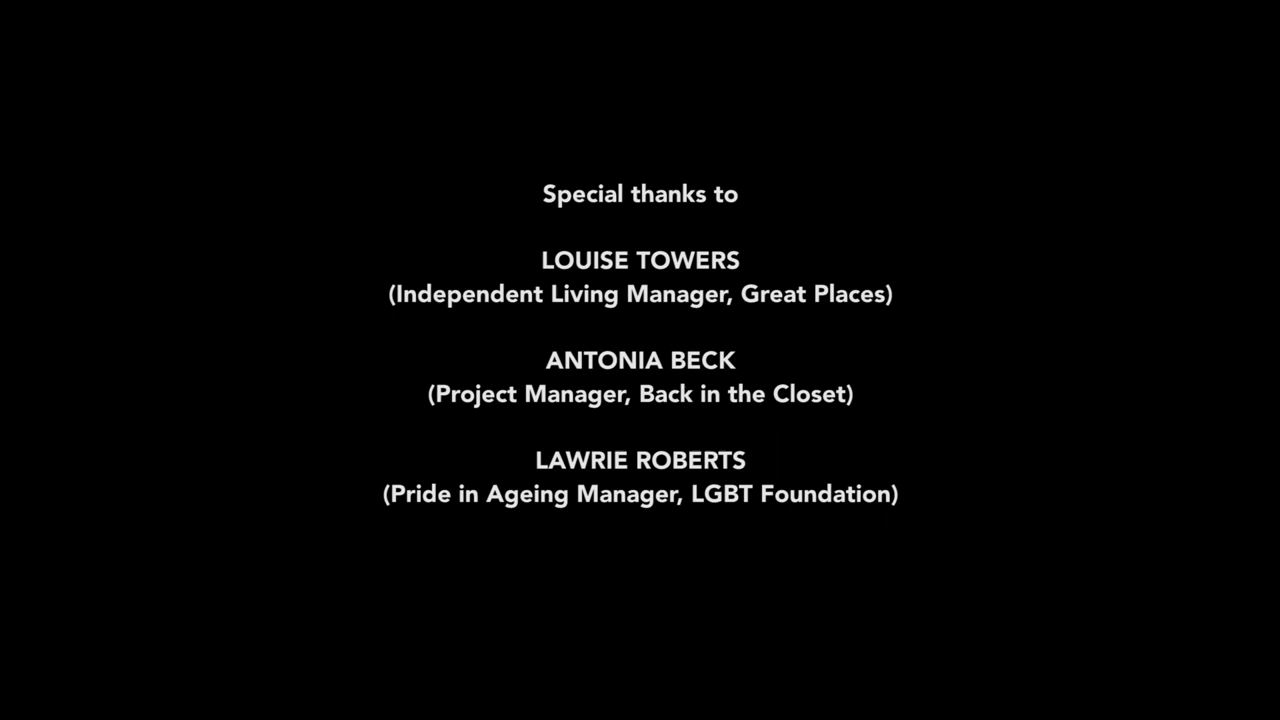 Special thanks to
LOUISE TOWERS
(Independent Living Manager, Great Places)
ANTONIA BECK
(Project Manager, Back in the Closet)
LAWRIE ROBERTS
(Pride in Ageing Manager, LGBT Foundation)